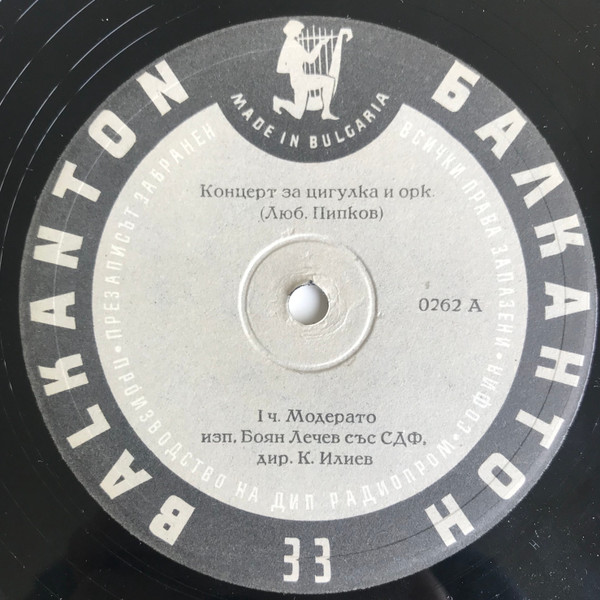 BALKANTON
БАЛКАНТОН
MADE IN BULGARIA
ПРЕЗАПИСЪТ ЗАБРАНЕН
ВСИЧКИ ПРАВА ЗАПАЗЕНИ
Концерт за цигулка и орк.
(Люб. Пипков)
0262 А
I ч. Модерато
изп. Боян Лечев със СДФ,
дир. К. Илиев
• ПРОИЗВОДСТВО НА ДИП РАДИОПРОМ • СОФИЯ •
33